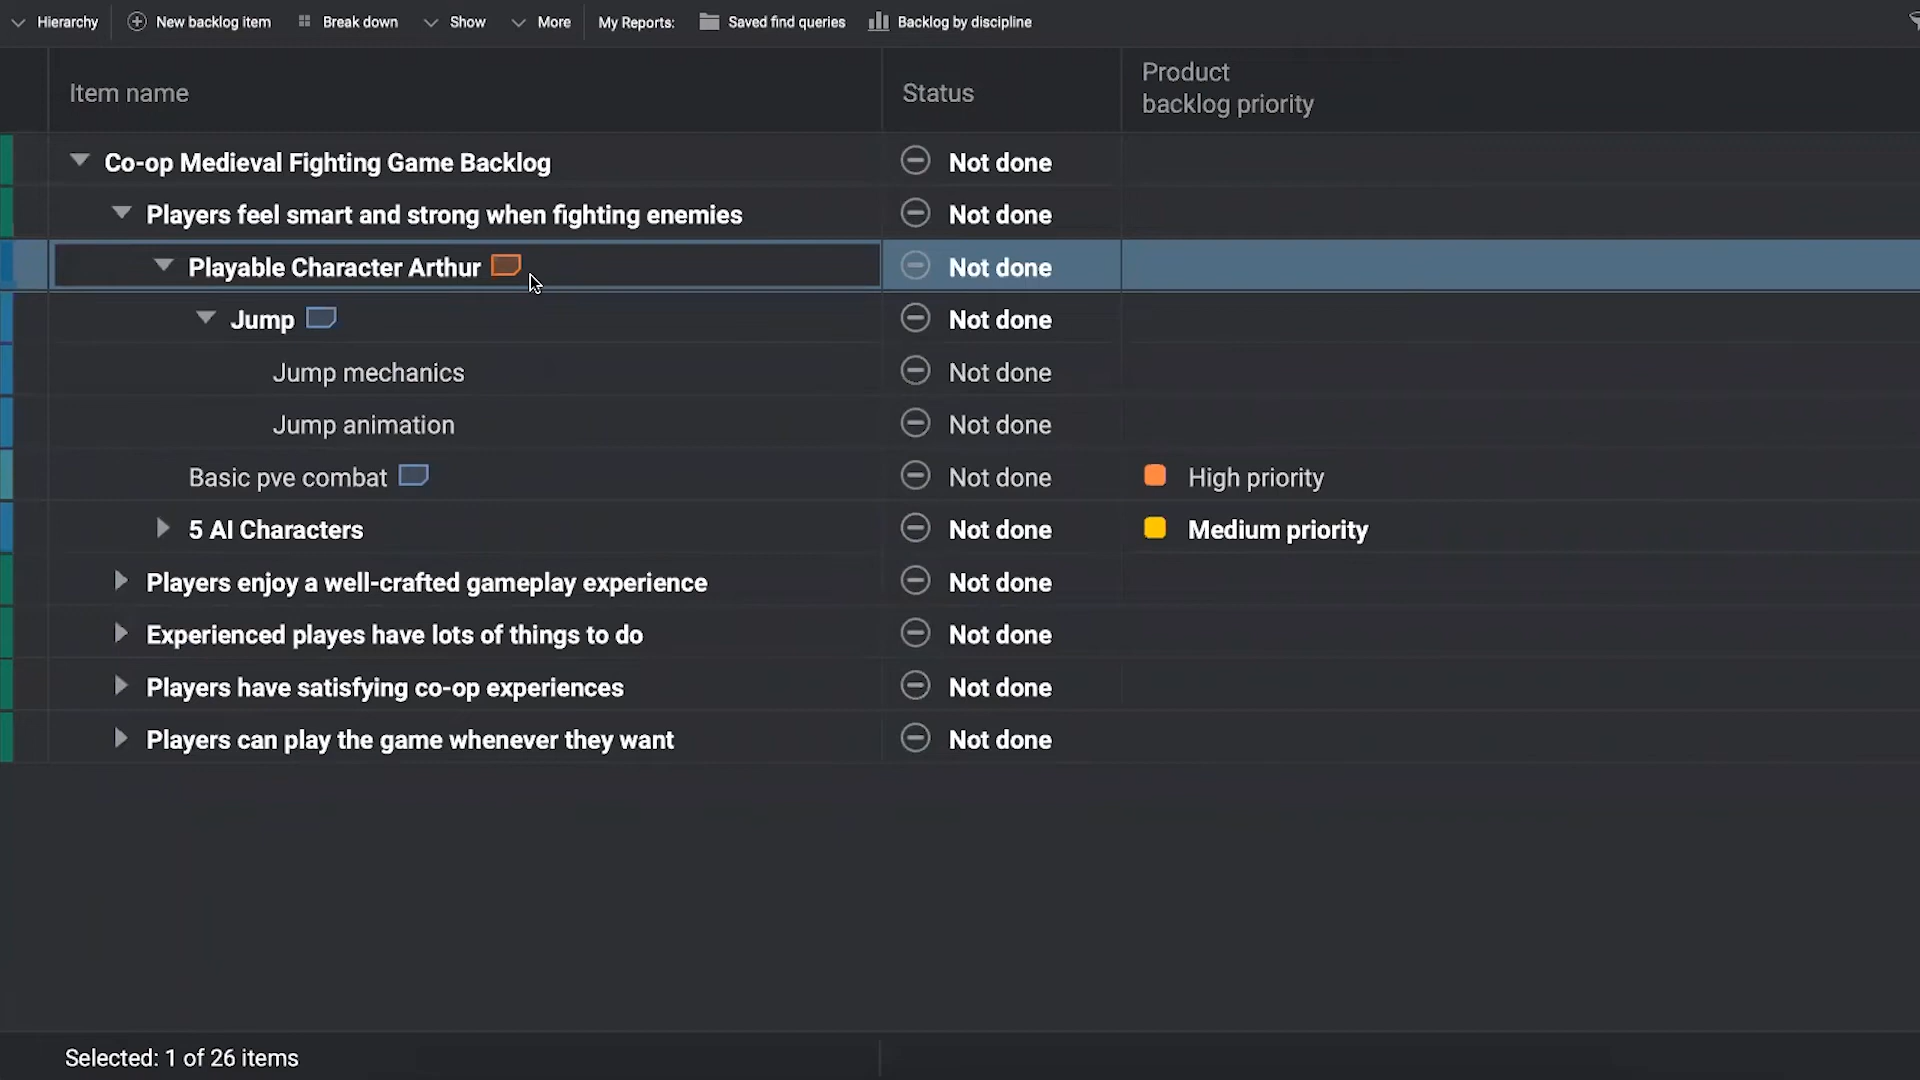 Hierarchy New backlog item Break down Show More My Reports: Saved find queries Backlog by discipline
Item name Status Product
backlog priority
Co-op Medieval Fighting Game Backlog Not done
Players feel smart and strong when fighting enemies Not done
Playable Character Arthur Not done
Jump Not done
Jump mechanics Not done
Jump animation Not done
Basic pve combat Not done High priority
5 AI Characters Not done Medium priority
Players enjoy a well-crafted gameplay experience Not done
Experienced playes have lots of things to do Not done
Players have satisfying co-op experiences Not done
Players can play the game whenever they want Not done
Selected: 1 of 26 items